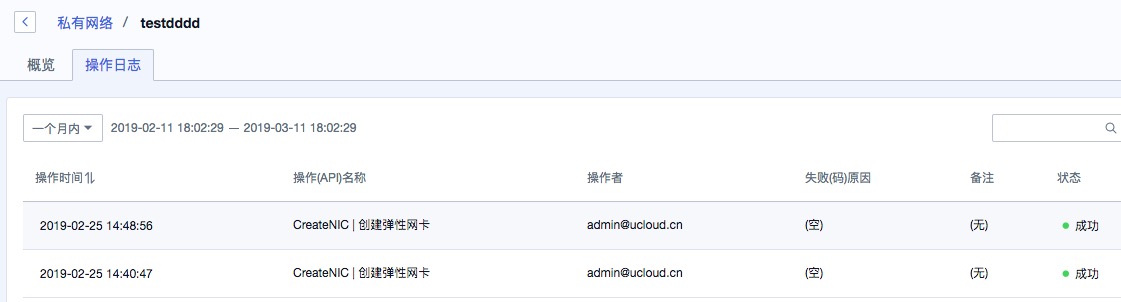 私有网络 / testdddd
概览 操作日志
一个月内 2019-02-11 18:02:29 — 2019-03-11 18:02:29
操作时间 操作(API)名称 操作者 失败(码)原因 备注 状态
2019-02-25 14:48:56 CreateNIC | 创建弹性网卡 admin@ucloud.cn (空) (无) 成功
2019-02-25 14:40:47 CreateNIC | 创建弹性网卡 admin@ucloud.cn (空) (无) 成功